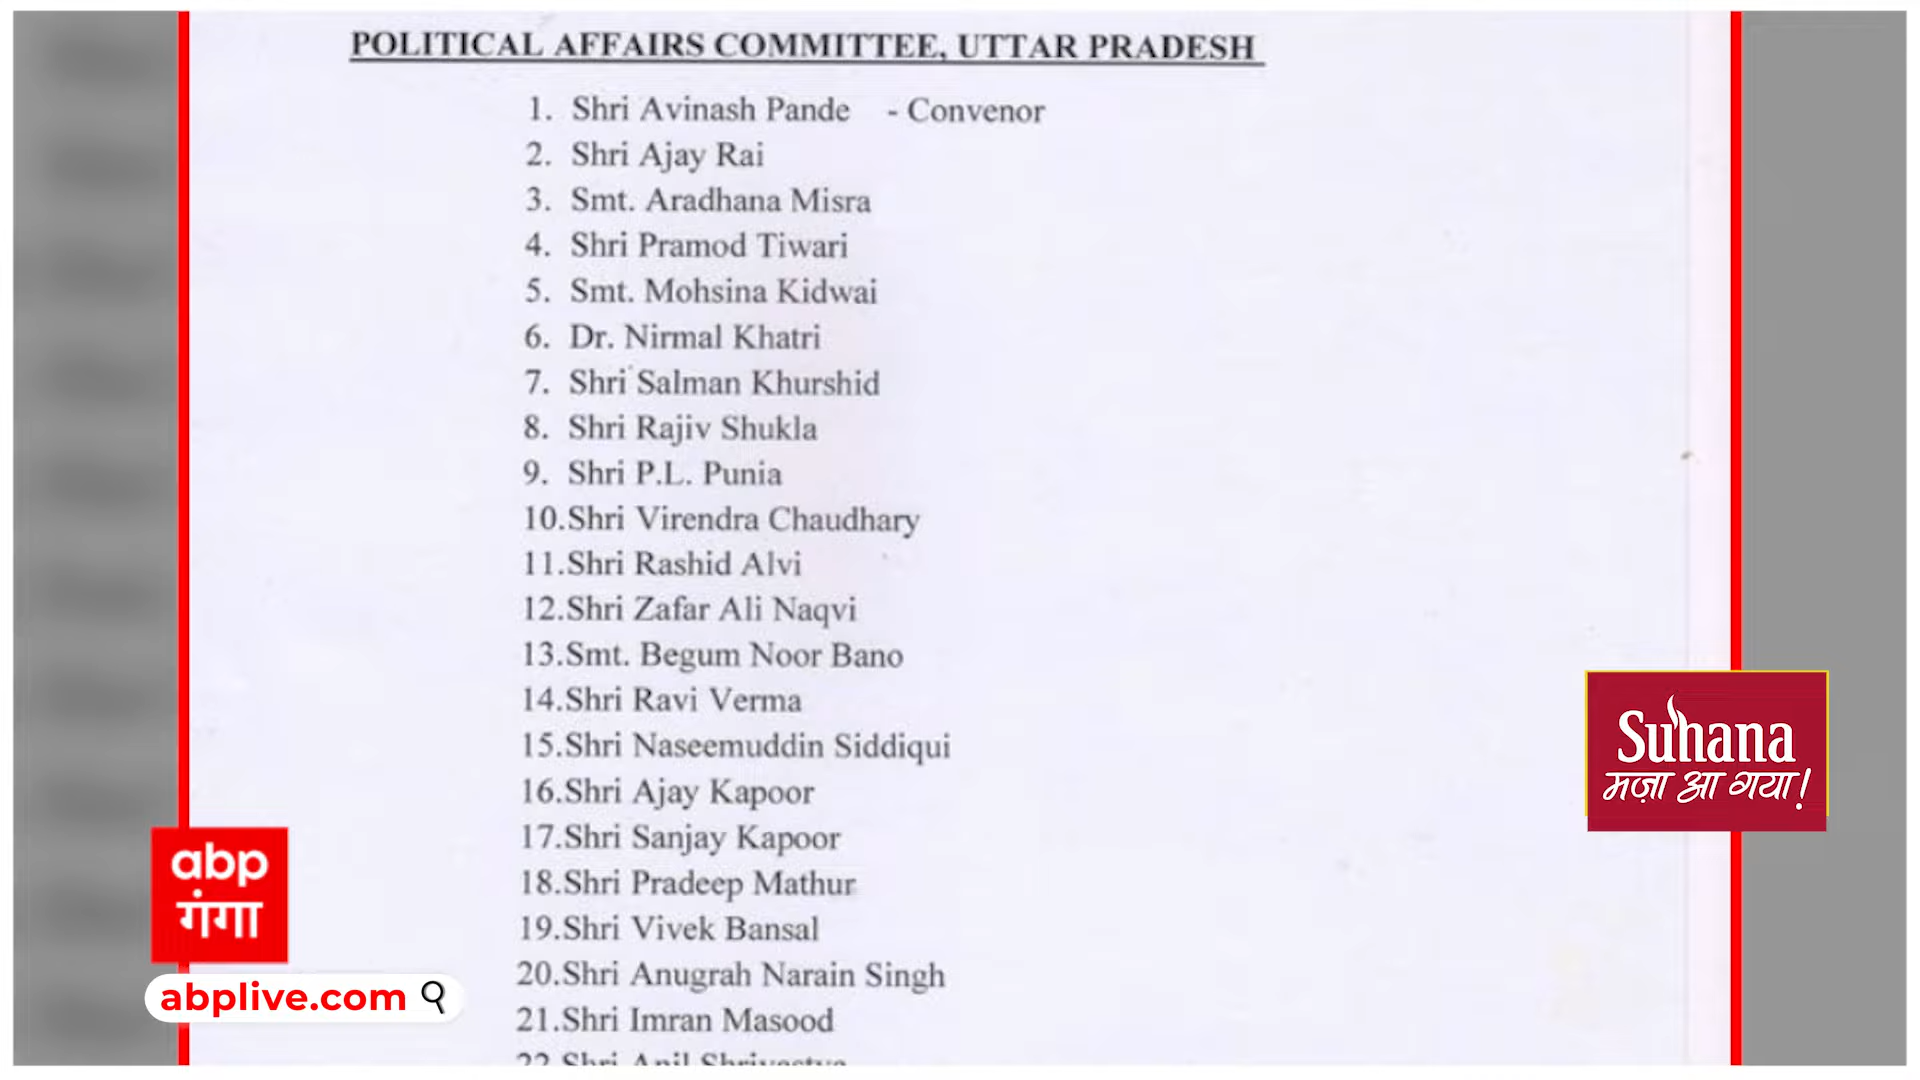 POLITICAL AFFAIRS COMMITTEE, UTTAR PRADESH
1. Shri Avinash Pande - Convenor
2. Shri Ajay Rai
3. Smt. Aradhana Misra
4. Shri Pramod Tiwari
5. Smt. Mohsina Kidwai
6. Dr. Nirmal Khatri
7. Shri Salman Khurshid
8. Shri Rajiv Shukla
9. Shri P.L. Punia
10.Shri Virendra Chaudhary
11.Shri Rashid Alvi
12.Shri Zafar Ali Naqvi
13.Smt. Begum Noor Bano
14.Shri Ravi Verma
15.Shri Naseemuddin Siddiqui
16.Shri Ajay Kapoor
17.Shri Sanjay Kapoor
18.Shri Pradeep Mathur
19.Shri Vivek Bansal
20.Shri Anugrah Narain Singh
21.Shri Imran Masood
22.Shri Anil Shrivastva
Suhana
मज़ा आ गया!
abp
गंगा
abplive.com